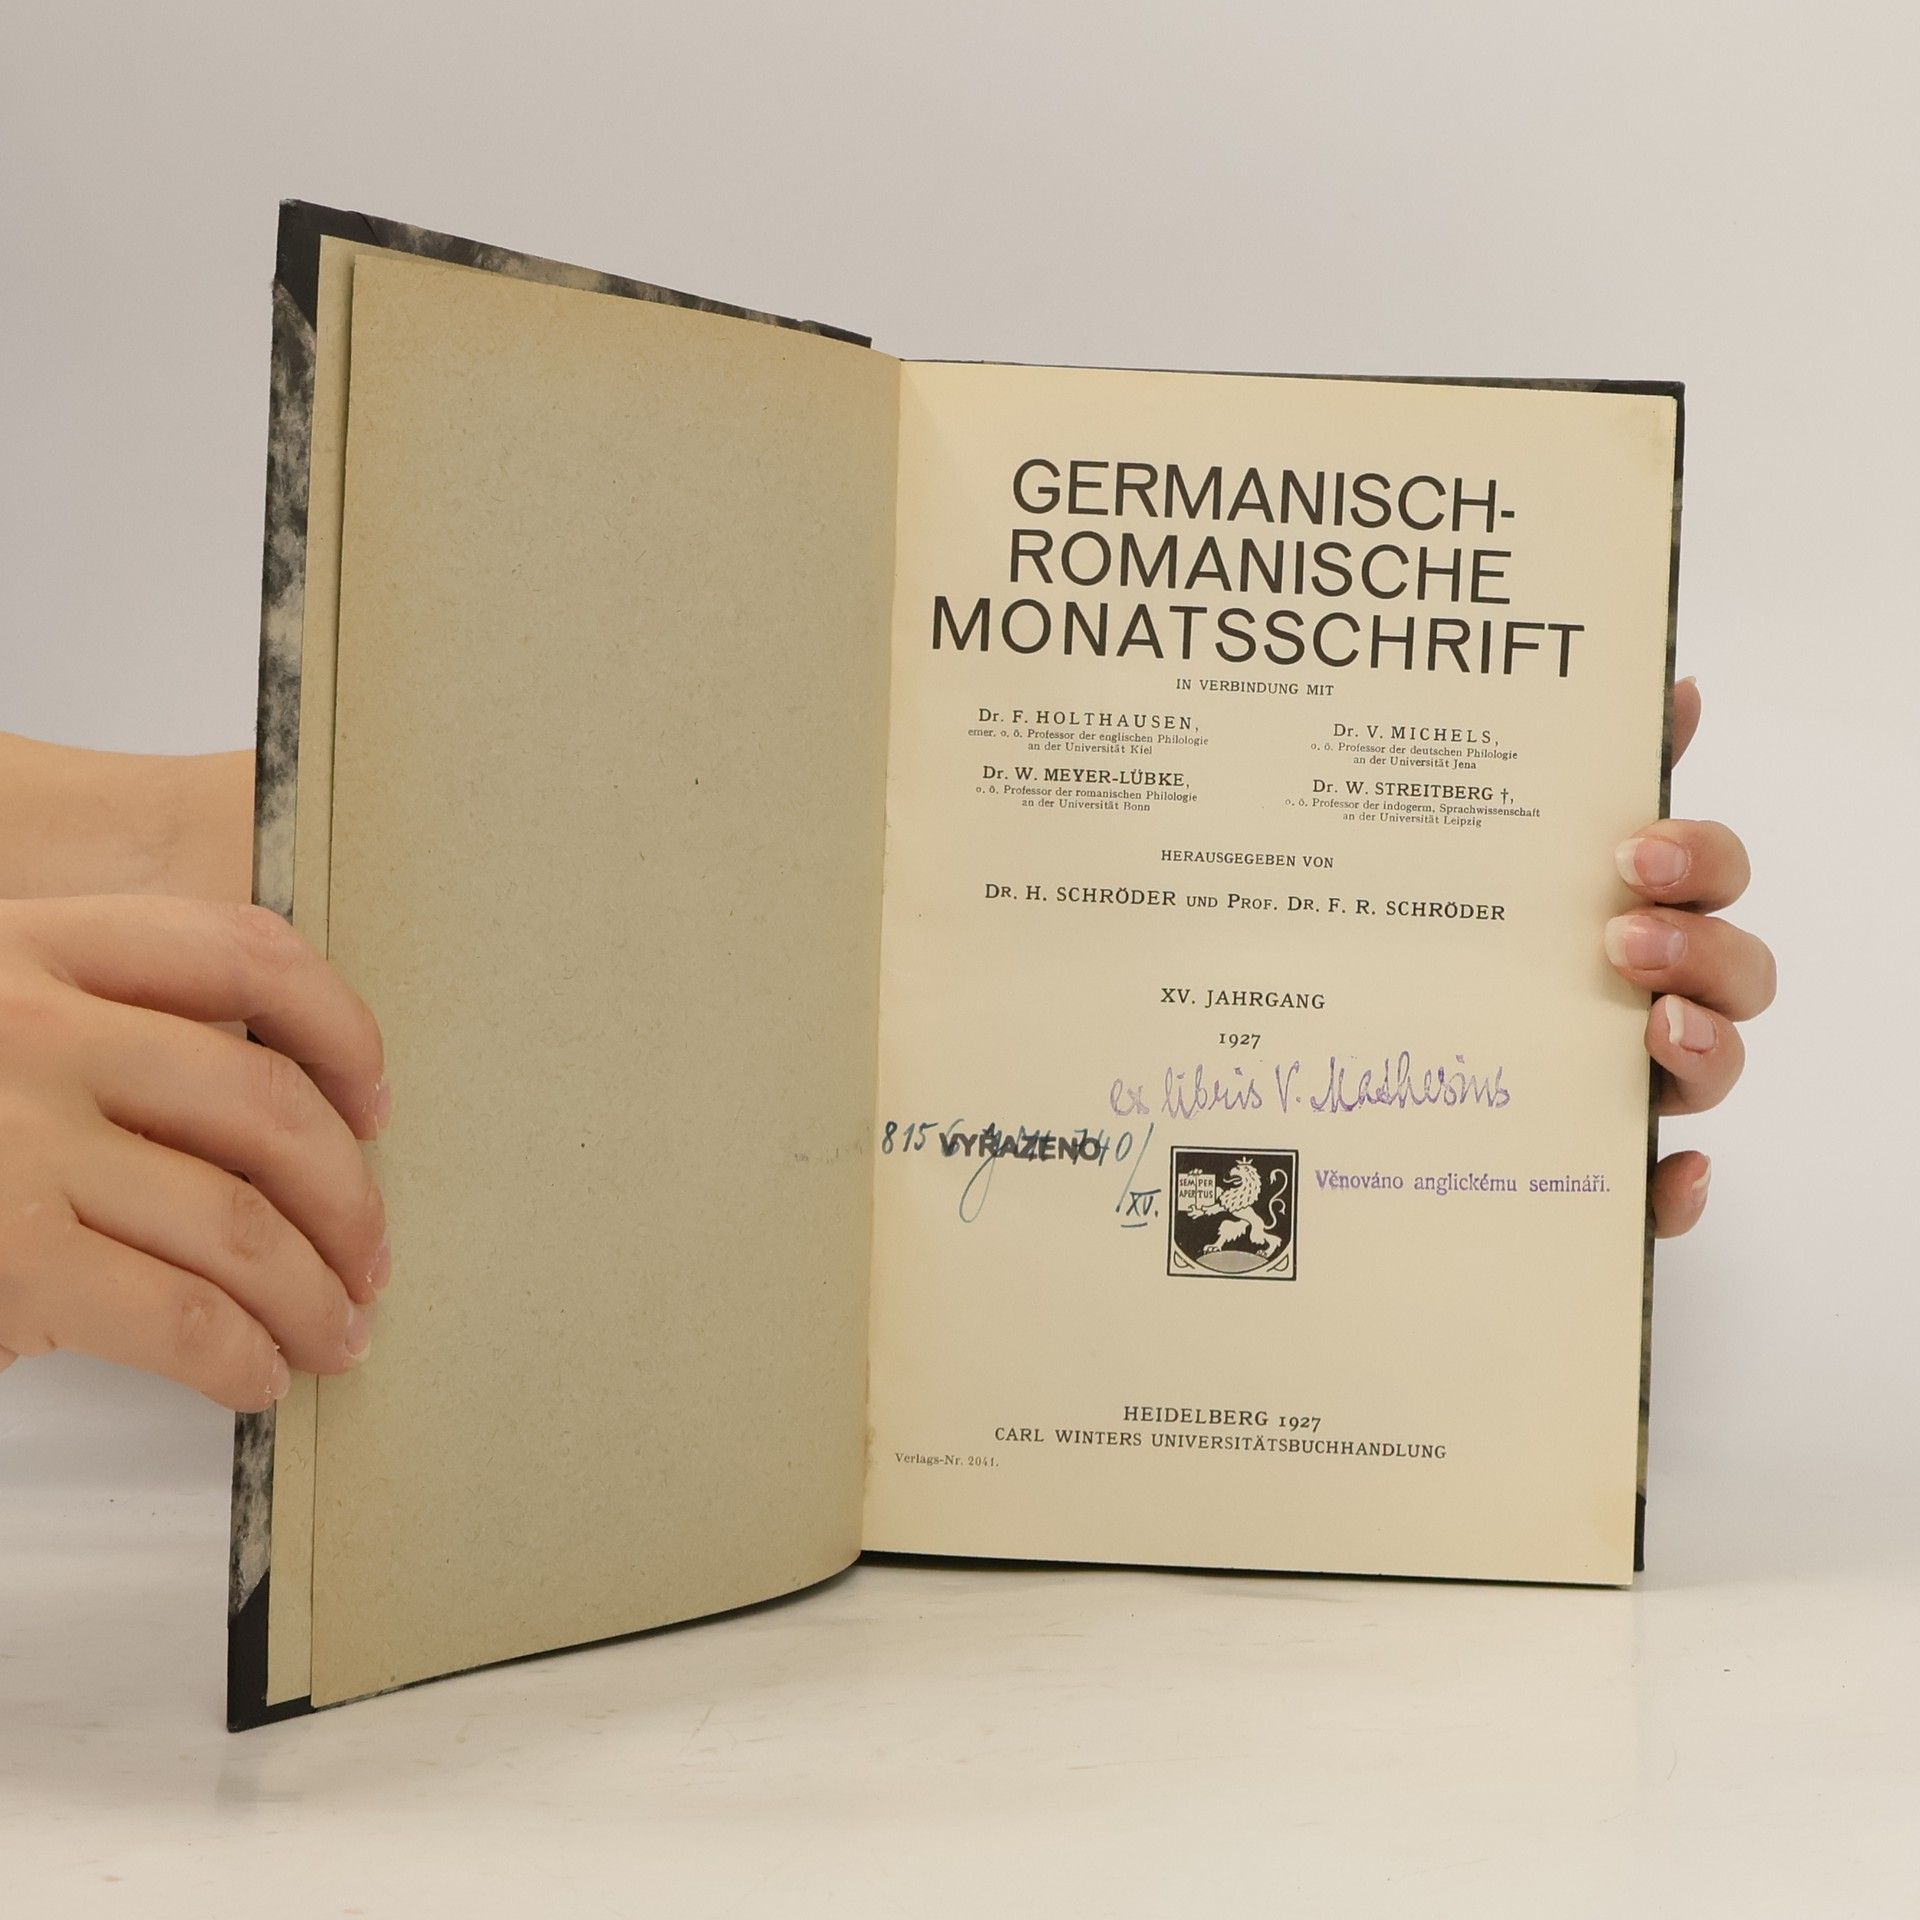 GERMANISCH-
ROMANISCHE
MONATSSCHRIFT
IN VERBINDUNG MIT
Dr. F. HOLTHAUSEN,
emer. o. ö. Professor der englischen Philologie
an der Universität Kiel
Dr. V. MICHELS,
o. ö. Professor der deutschen Philologie
an der Universität Jena
Dr. W. MEYER-LÜBKE,
o. ö. Professor der romanischen Philologie
an der Universität Bonn
Dr. W. STREITBERG †,
o. ö. Professor der indogerm. Sprachwissenschaft
an der Universität Leipzig
HERAUSGEGEBEN VON
DR. H. SCHRÖDER UND PROF. DR. F. R. SCHRÖDER
XV. JAHRGANG
1927
ex libris V. Mathesius
815
VYŘAZENO
XV.
SEMPER
APERTUS
Věnováno anglickému semináři.
HEIDELBERG 1927
CARL WINTERS UNIVERSITÄTSBUCHHANDLUNG
Verlags-Nr. 2041.